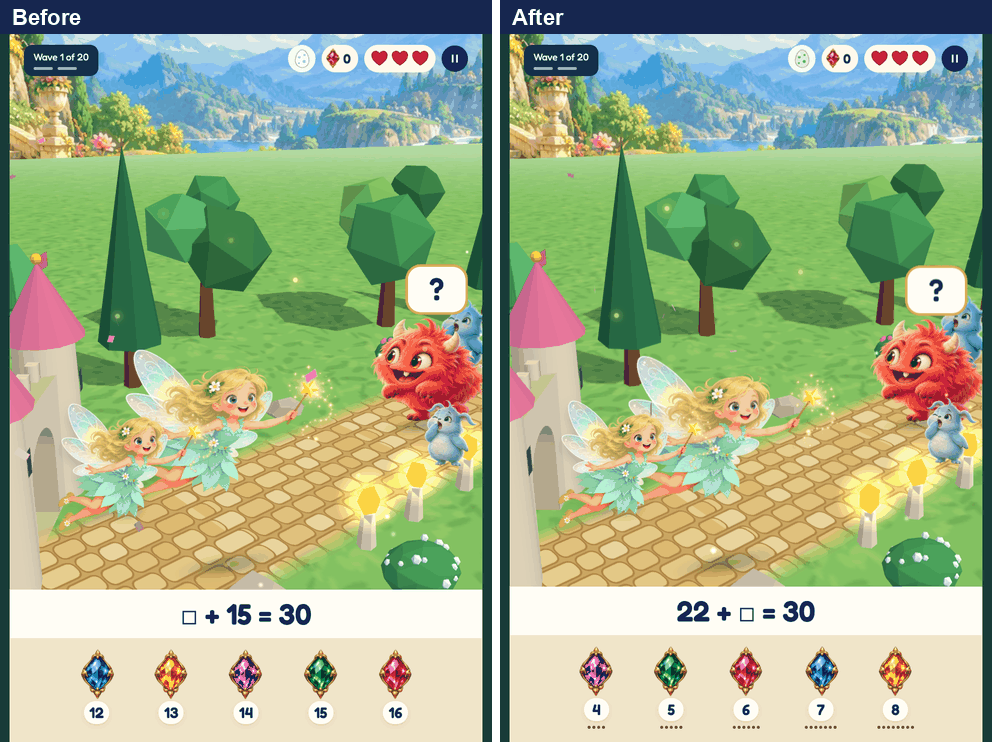 Before
Wave 1 of 20
0
?
□ + 15 = 30
12 13 14 15 16
After
Wave 1 of 20
0
?
22 + □ = 30
4 5 6 7 8